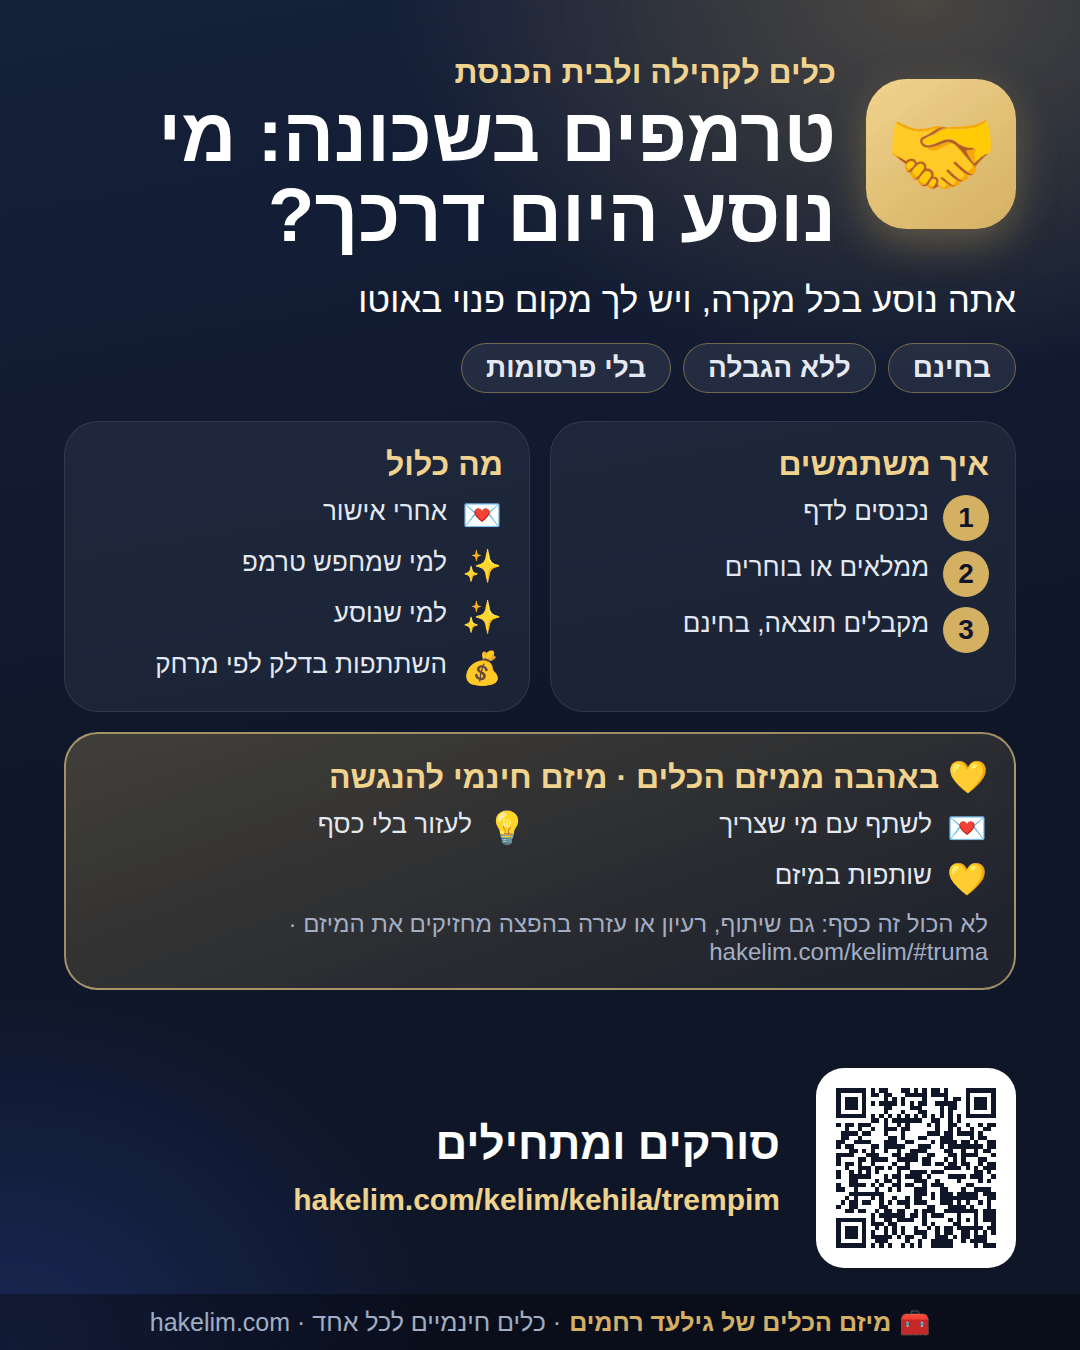 כלים לקהילה ולבית הכנסת
טרמפים בשכונה: מי
נוסע היום דרכך?
אתה נוסע בכל מקרה, ויש לך מקום פנוי באוטו
בחינם
ללא הגבלה
בלי פרסומות
איך משתמשים
1 נכנסים לדף
2 ממלאים או בוחרים
3 מקבלים תוצאה, בחינם
מה כלול
אחרי אישור
למי שמחפש טרמפ
למי שנוסע
השתתפות בדלק לפי מרחק
באהבה ממיזם הכלים · מיזם חינמי להנגשה
לשתף עם מי שצריך
לעזור בלי כסף
שותפות במיזם
לא הכול זה כסף: גם שיתוף, רעיון או עזרה בהפצה מחזיקים את המיזם ·
hakelim.com/kelim/#truma
סורקים ומתחילים
hakelim.com/kelim/kehila/trempim
מיזם הכלים של גילעד רחמים · כלים חינמיים לכל אחד · hakelim.com